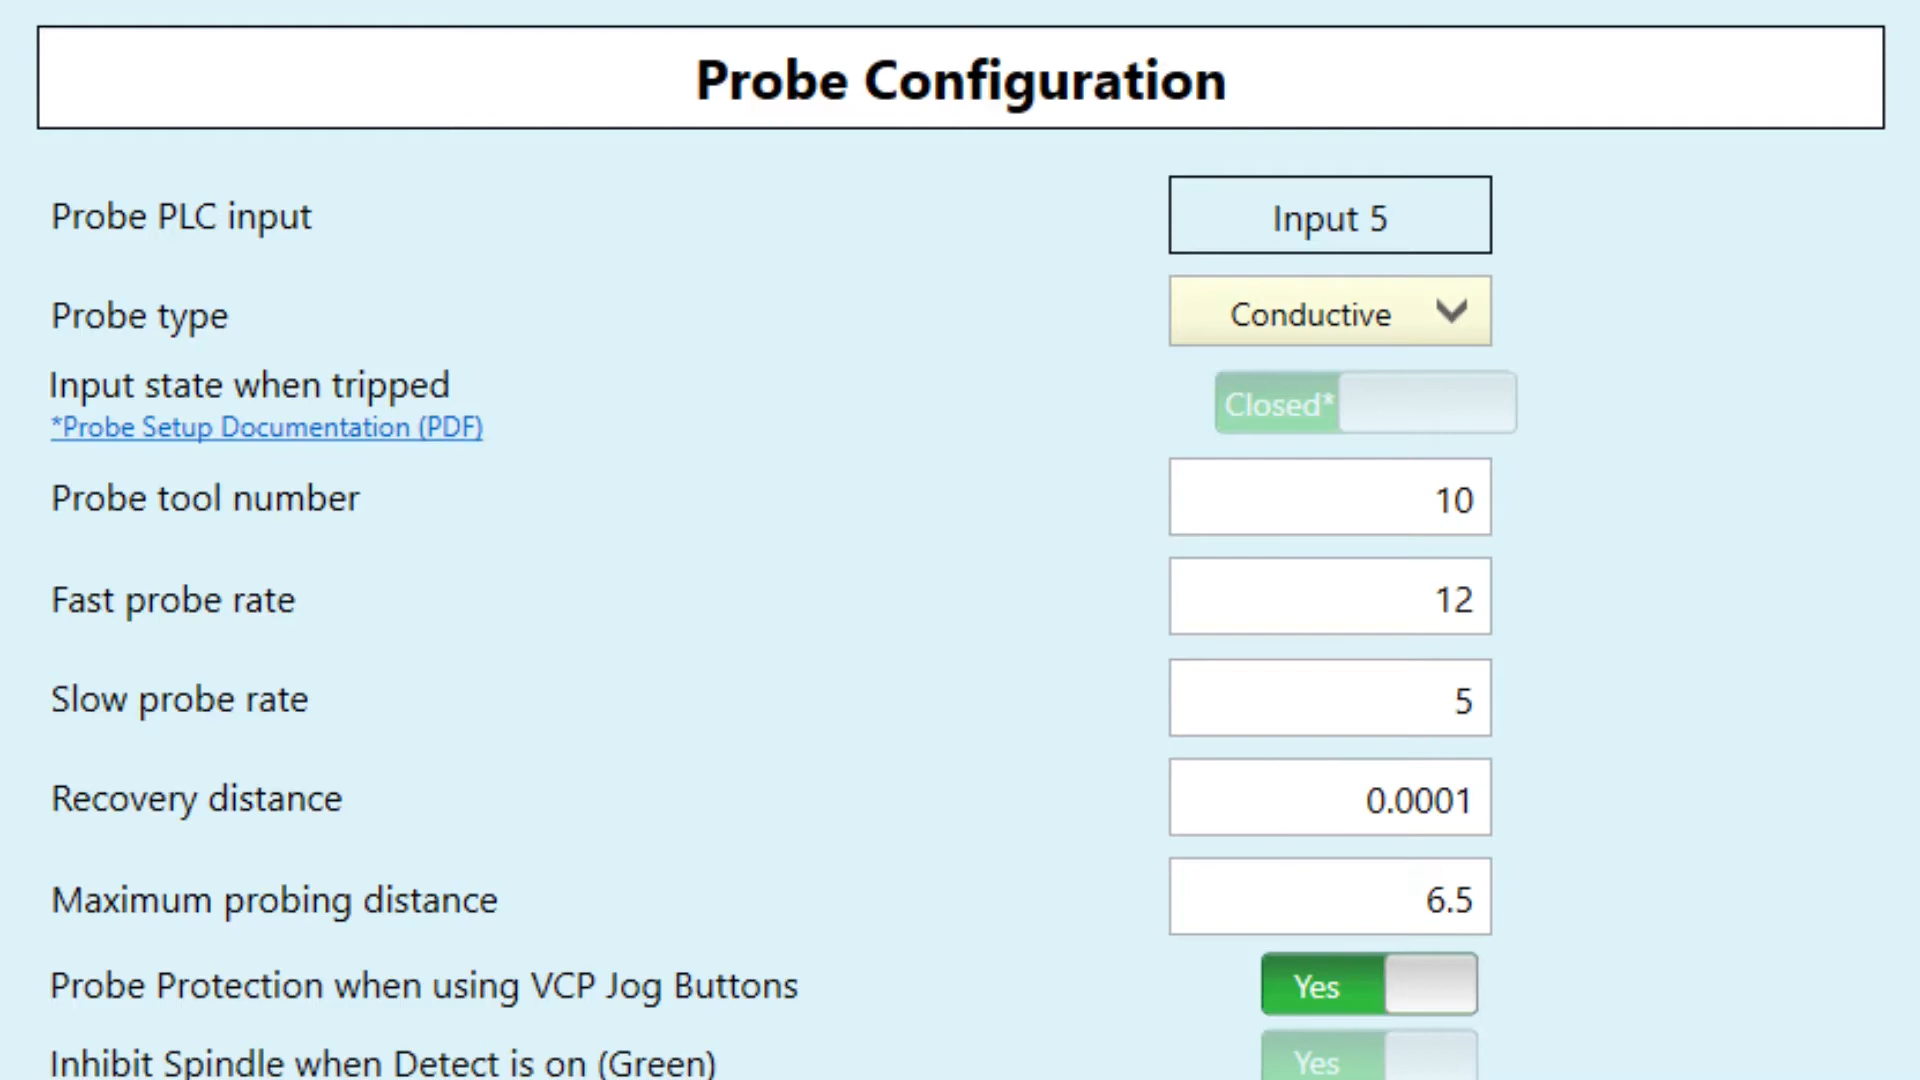 Probe Configuration
Probe PLC input
Input 5
Probe type
Conductive
Input state when tripped
*Probe Setup Documentation (PDF)
Closed*
Probe tool number
10
Fast probe rate
12
Slow probe rate
5
Recovery distance
0.0001
Maximum probing distance
6.5
Probe Protection when using VCP Jog Buttons
Yes
Inhibit Spindle when Detect is on (Green)
Yes